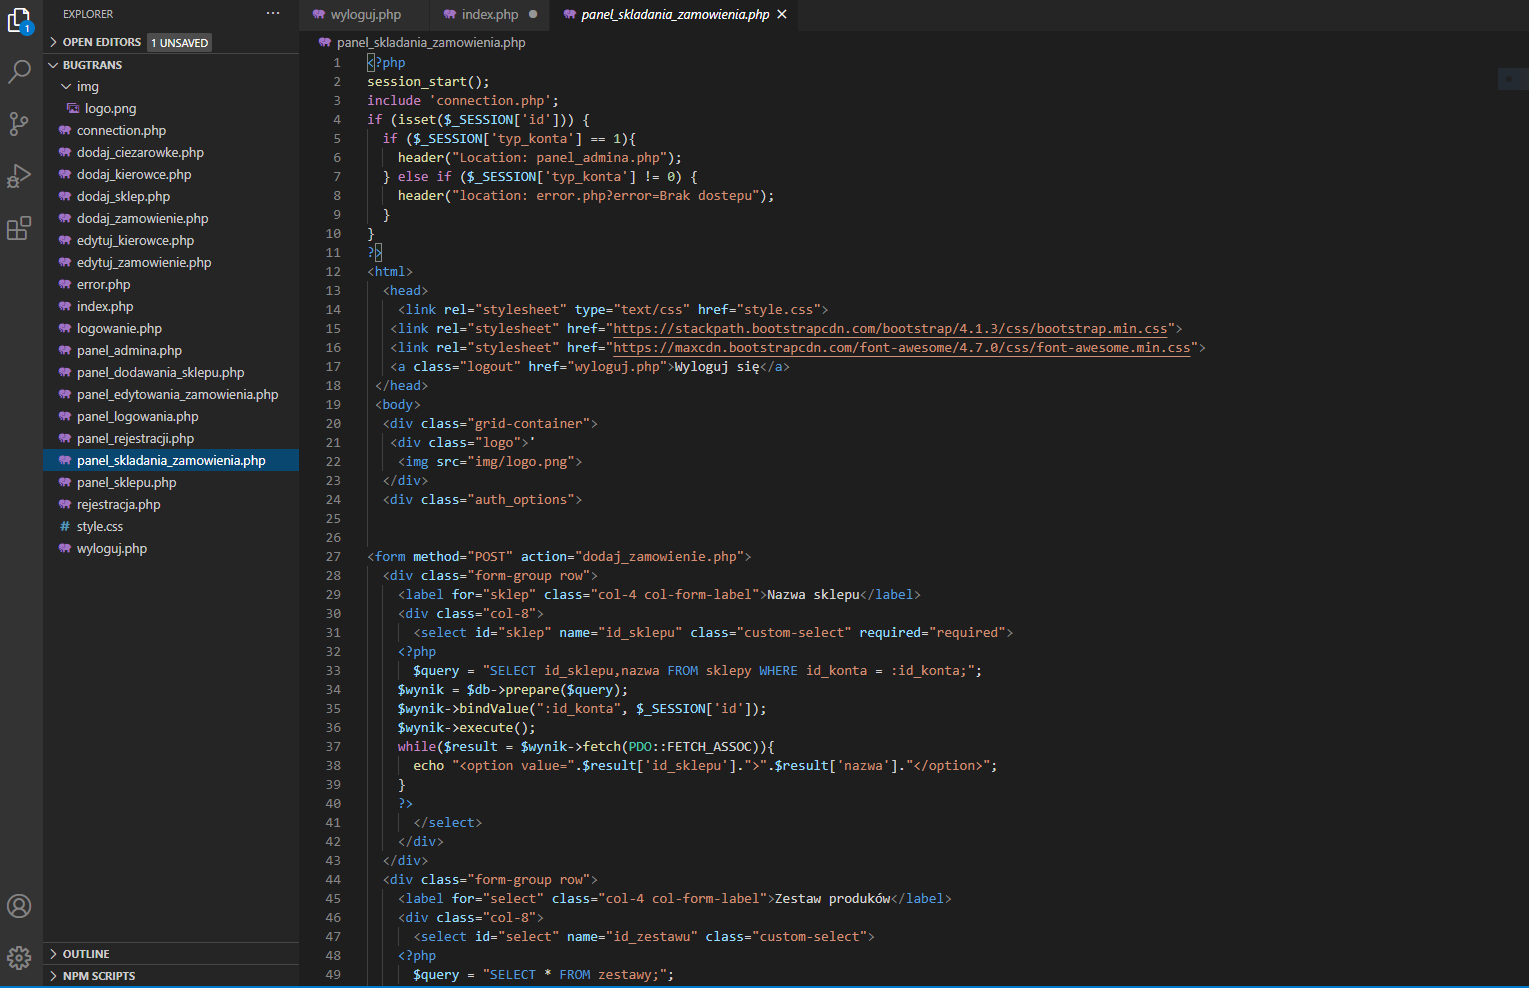 EXPLORER
···
wyloguj.php
index.php
panel_skladania_zamowienia.php
1
OPEN EDITORS
1 UNSAVED
BUGTRANS
img
logo.png
connection.php
dodaj_ciezarowke.php
dodaj_kierowce.php
dodaj_sklep.php
dodaj_zamowienie.php
edytuj_kierowce.php
edytuj_zamowienie.php
error.php
index.php
logowanie.php
panel_admina.php
panel_dodawania_sklepu.php
panel_edytowania_zamowienia.php
panel_logowania.php
panel_rejestracji.php
panel_skladania_zamowienia.php
panel_sklepu.php
rejestracja.php
# style.css
wyloguj.php
OUTLINE
NPM SCRIPTS
panel_skladania_zamowienia.php
1 <?php
2 session_start();
3 include 'connection.php';
4 if (isset($_SESSION['id'])) {
5 if ($_SESSION['typ_konta'] == 1){
6 header("Location: panel_admina.php");
7 } else if ($_SESSION['typ_konta'] != 0) {
8 header("location: error.php?error=Brak dostepu");
9 }
10 }
11 ?>
12 <html>
13 <head>
14 <link rel="stylesheet" type="text/css" href="style.css">
15 <link rel="stylesheet" href="https://stackpath.bootstrapcdn.com/bootstrap/4.1.3/css/bootstrap.min.css">
16 <link rel="stylesheet" href="https://maxcdn.bootstrapcdn.com/font-awesome/4.7.0/css/font-awesome.min.css">
17 <a class="logout" href="wyloguj.php">Wyloguj się</a>
18 </head>
19 <body>
20 <div class="grid-container">
21 <div class="logo">'
22 <img src="img/logo.png">
23 </div>
24 <div class="auth_options">
25
26
27 <form method="POST" action="dodaj_zamowienie.php">
28 <div class="form-group row">
29 <label for="sklep" class="col-4 col-form-label">Nazwa sklepu</label>
30 <div class="col-8">
31 <select id="sklep" name="id_sklepu" class="custom-select" required="required">
32 <?php
33 $query = "SELECT id_sklepu,nazwa FROM sklepy WHERE id_konta = :id_konta;";
34 $wynik = $db->prepare($query);
35 $wynik->bindValue(":id_konta", $_SESSION['id']);
36 $wynik->execute();
37 while($result = $wynik->fetch(PDO::FETCH_ASSOC)){
38 echo "<option value=".$result['id_sklepu'].">".$result['nazwa']."</option>";
39 }
40 ?>
41 </select>
42 </div>
43 </div>
44 <div class="form-group row">
45 <label for="select" class="col-4 col-form-label">Zestaw produków</label>
46 <div class="col-8">
47 <select id="select" name="id_zestawu" class="custom-select">
48 <?php
49 $query = "SELECT * FROM zestawy;";